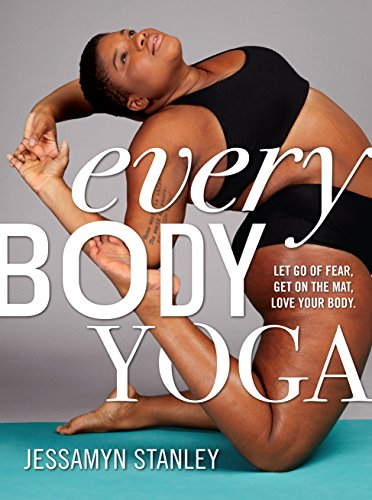 every
BODY
YOGA
LET GO OF FEAR,
GET ON THE MAT,
LOVE YOUR BODY.
JESSAMYN STANLEY